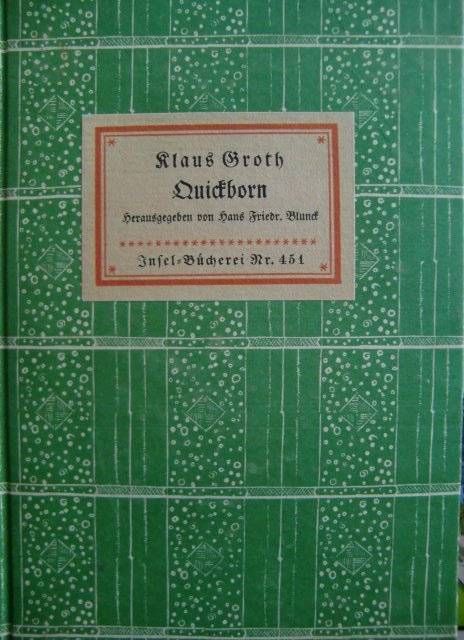 Klaus Groth
Quickborn
Herausgegeben von Hans Friedr. Blunck
Insel-Bücherei Nr. 451